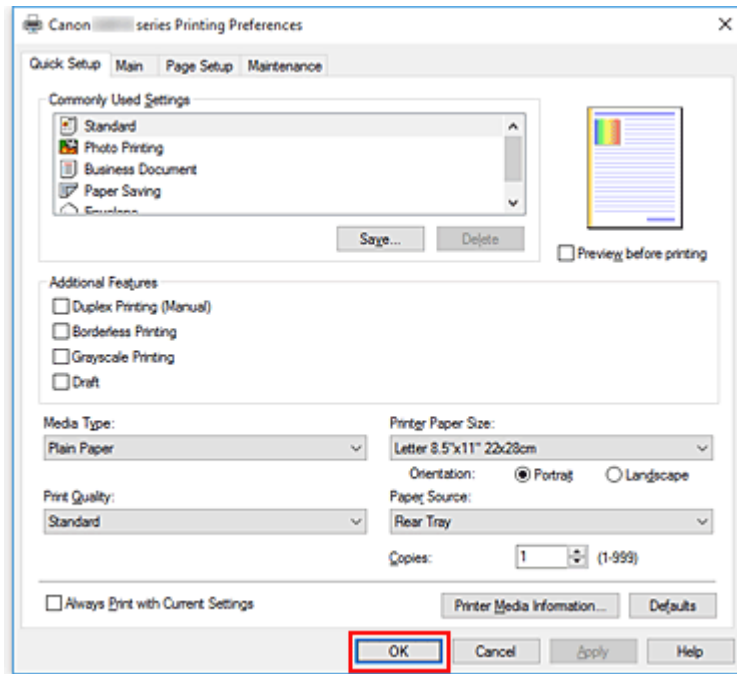 Canon series Printing Preferences
Quick Setup Main Page Setup Maintenance
Commonly Used Settings
Standard
Photo Printing
Business Document
Paper Saving
Envelope
Save... Delete
Preview before printing
Additional Features
Duplex Printing (Manual)
Borderless Printing
Grayscale Printing
Draft
Media Type:
Plain Paper
Printer Paper Size:
Letter 8.5"x11" 22x28cm
Orientation: Portrait Landscape
Print Quality:
Standard
Paper Source:
Rear Tray
Copies: 1 (1-999)
Always Print with Current Settings
Printer Media Information... Defaults
OK Cancel Apply Help